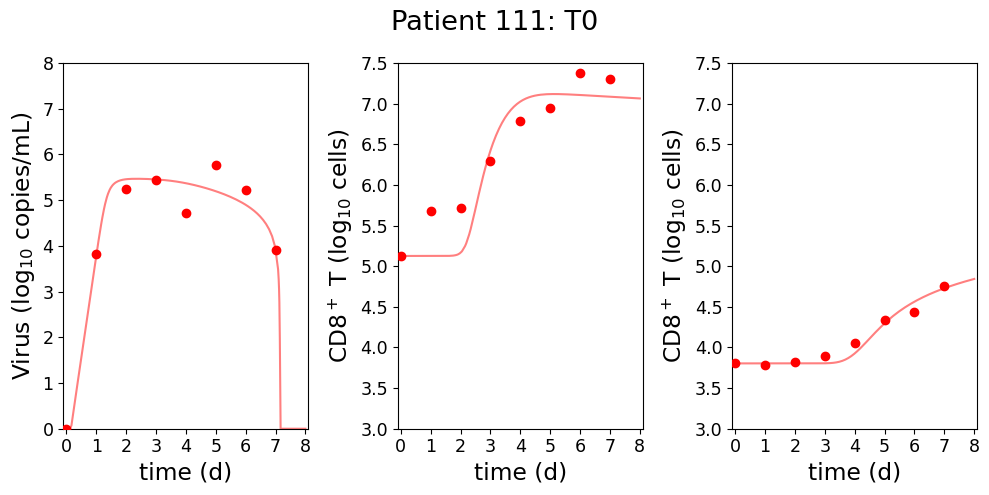 Patient 111: T0
Virus (log₁₀ copies/mL)
8
7
6
5
4
3
2
1
0
0 1 2 3 4 5 6 7 8
time (d)
CD8⁺ T (log₁₀ cells)
7.5
7.0
6.5
6.0
5.5
5.0
4.5
4.0
3.5
3.0
0 1 2 3 4 5 6 7 8
time (d)
CD8⁺ T (log₁₀ cells)
7.5
7.0
6.5
6.0
5.5
5.0
4.5
4.0
3.5
3.0
0 1 2 3 4 5 6 7 8
time (d)